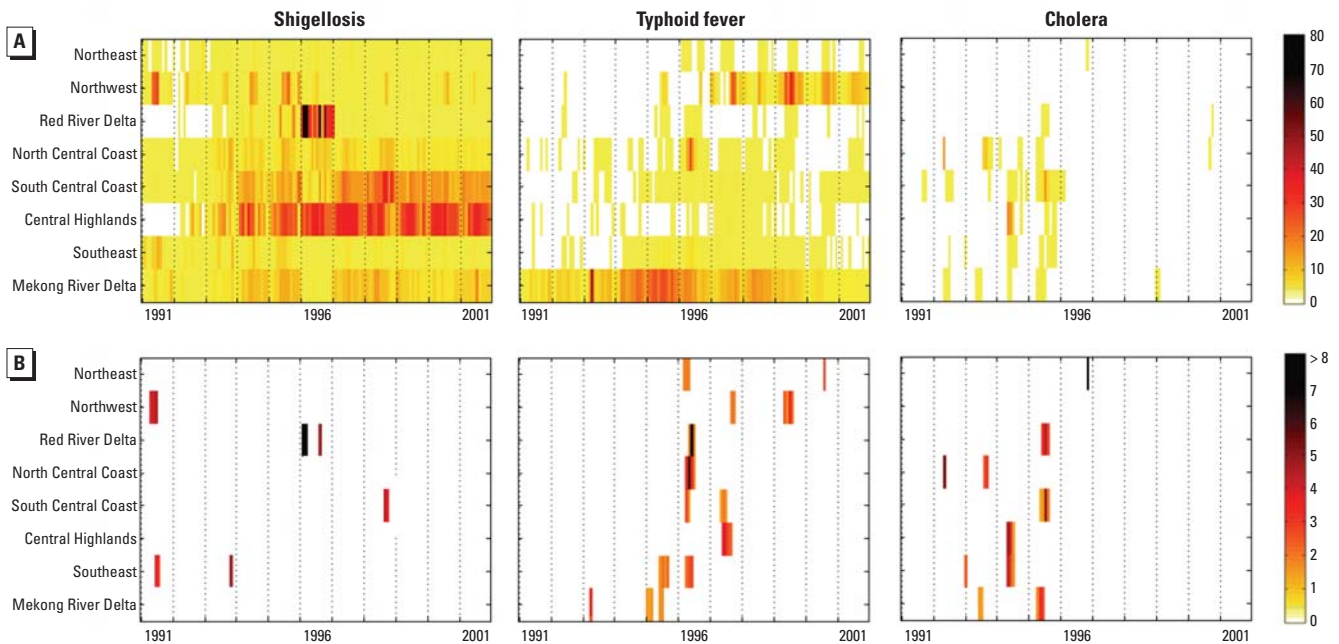 Shigellosis
Typhoid fever
Cholera
A
Northeast
Northwest
Red River Delta
North Central Coast
South Central Coast
Central Highlands
Southeast
Mekong River Delta
1991 1996 2001
1991 1996 2001
1991 1996 2001
80
70
60
50
40
30
20
10
0
B
Northeast
Northwest
Red River Delta
North Central Coast
South Central Coast
Central Highlands
Southeast
Mekong River Delta
1991 1996 2001
1991 1996 2001
1991 1996 2001
> 8
7
6
5
4
3
2
1
0